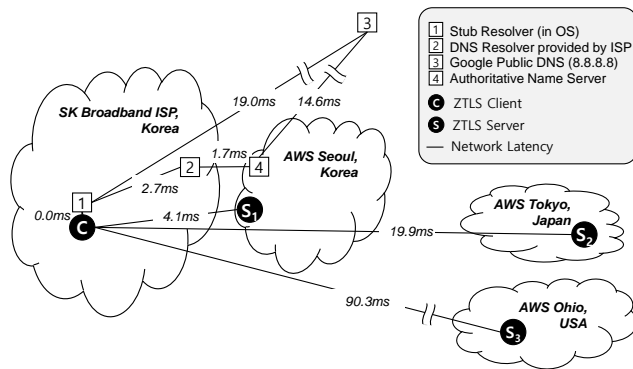 3
1 Stub Resolver (in OS)
2 DNS Resolver provided by ISP
3 Google Public DNS (8.8.8.8)
4 Authoritative Name Server
C ZTLS Client
S ZTLS Server
Network Latency
SK Broadband ISP,
Korea
19.0ms
14.6ms
1.7ms
2
4
AWS Seoul,
Korea
2.7ms
1
0.0ms
C
4.1ms
S1
AWS Tokyo,
Japan
19.9ms
S2
90.3ms
AWS Ohio,
USA
S3